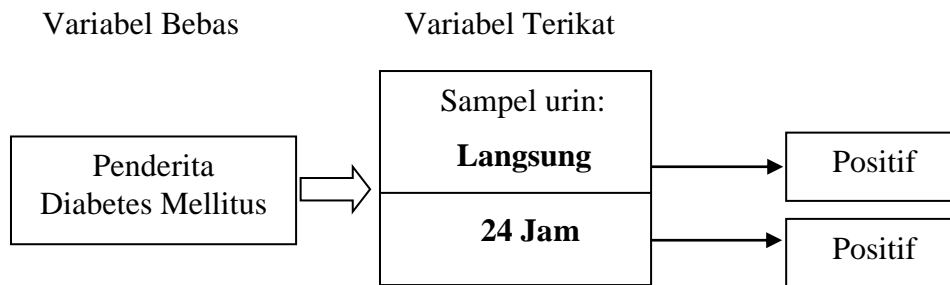 Variabel Bebas
Variabel Terikat
Penderita
Diabetes Mellitus
Sampel urin:
Langsung
24 Jam
Positif
Positif